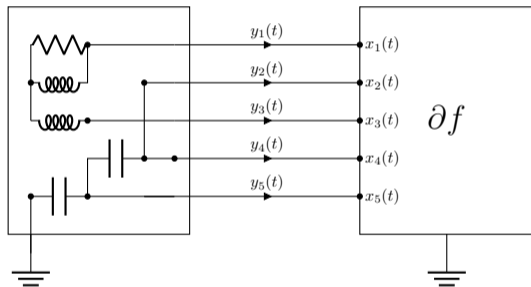 y₁(t)
x₁(t)
y₂(t)
x₂(t)
y₃(t)
x₃(t)
∂f
y₄(t)
x₄(t)
y₅(t)
x₅(t)